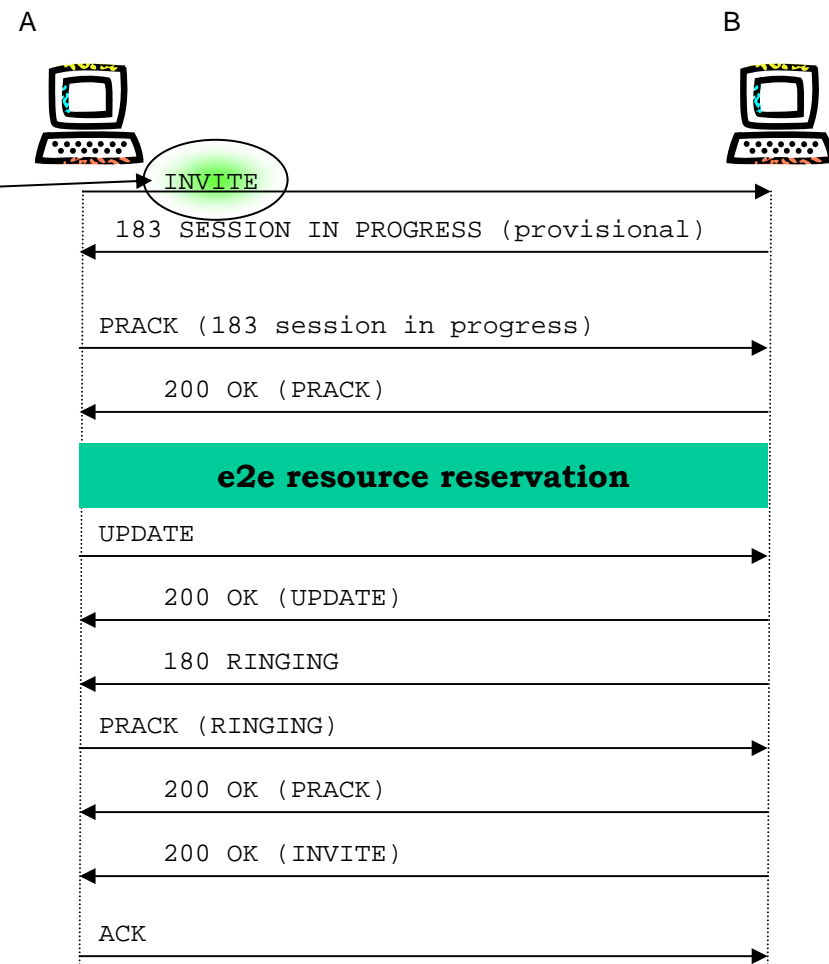 A
B
INVITE
183 SESSION IN PROGRESS (provisional)
PRACK (183 session in progress)
200 OK (PRACK)
e2e resource reservation
UPDATE
200 OK (UPDATE)
180 RINGING
PRACK (RINGING)
200 OK (PRACK)
200 OK (INVITE)
ACK